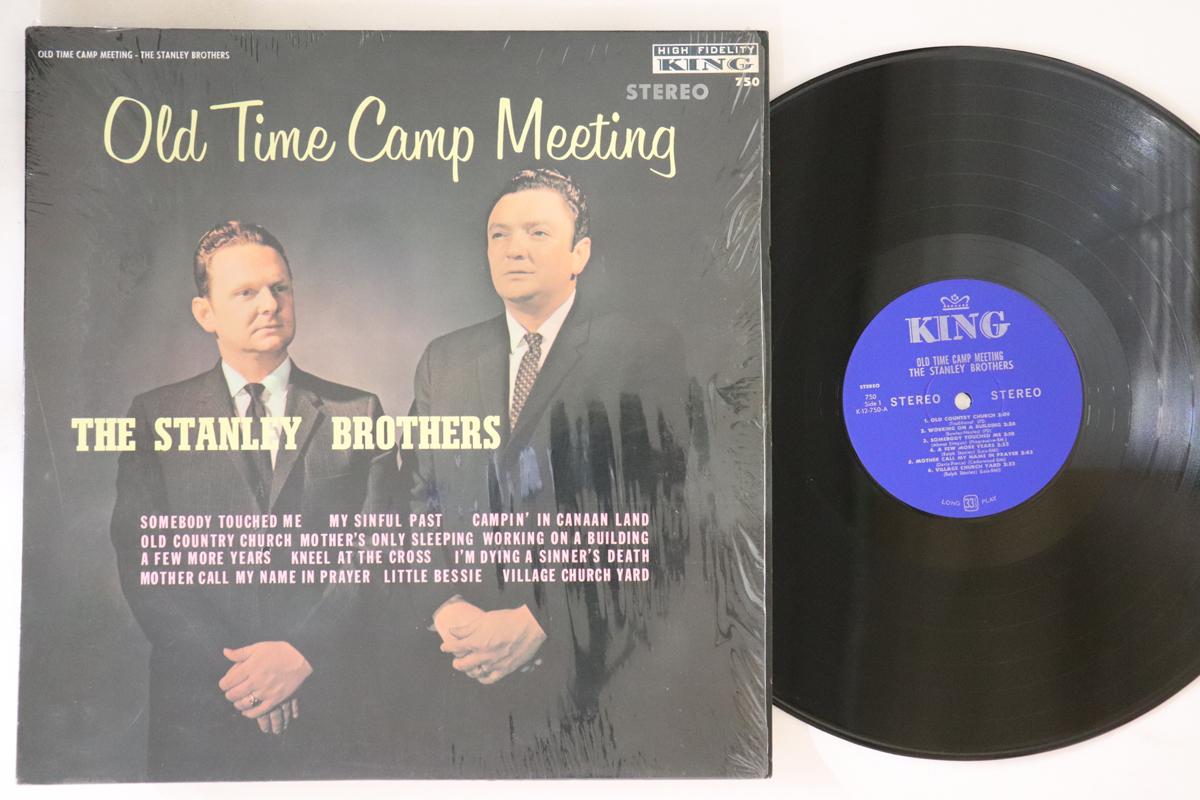 OLD TIME CAMP MEETING - THE STANLEY BROTHERS
HIGH FIDELITY
KING
750
STEREO
Old Time Camp Meeting
THE STANLEY BROTHERS
SOMEBODY TOUCHED ME MY SINFUL PAST CAMPIN' IN CANAAN LAND
OLD COUNTRY CHURCH MOTHER'S ONLY SLEEPING WORKING ON A BUILDING
A FEW MORE YEARS KNEEL AT THE CROSS I'M DYING A SINNER'S DEATH
MOTHER CALL MY NAME IN PRAYER LITTLE BESSIE VILLAGE CHURCH YARD
KING
OLD TIME CAMP MEETING
THE STANLEY BROTHERS
STEREO
750
Side 1
K-12-750-A
STEREO STEREO
1. OLD COUNTRY CHURCH
(Traditional) (PD)
2. WORKING ON A BUILDING
3. SOMEBODY TOUCHED ME
4. A FEW MORE YEARS
5. MOTHER CALL MY NAME IN PRAYER
6. VILLAGE CHURCH YARD
LONG 33⅓ PLAY